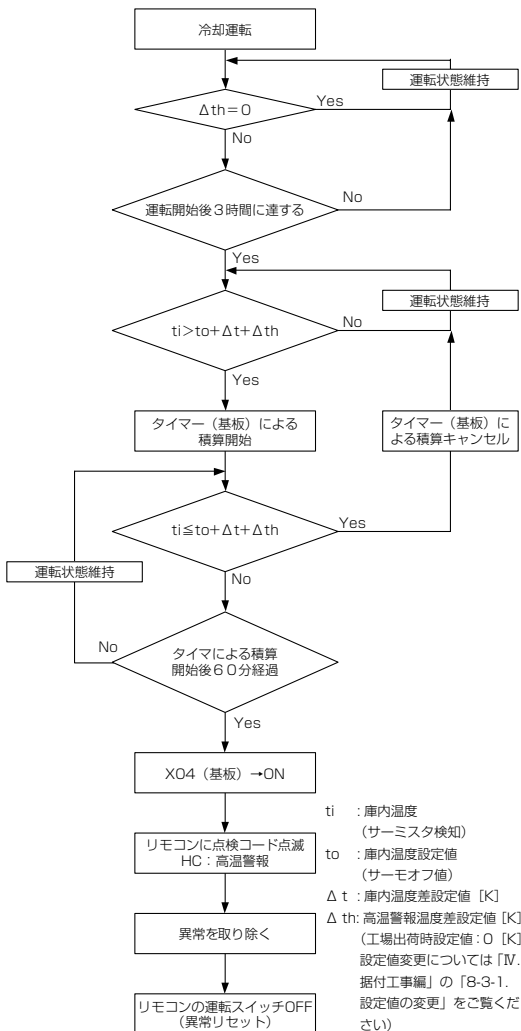 冷却運転
運転状態維持
Δth=0
Yes
No
運転開始後3時間に達する
No
Yes
運転状態維持
ti>to+Δt+Δth
No
Yes
タイマー（基板）による
積算開始
タイマー（基板）に
よる積算キャンセル
ti≦to+Δt+Δth
Yes
運転状態維持
No
No
タイマによる積算
開始後60分経過
Yes
X04（基板）→ON
リモコンに点検コード点滅
HC：高温警報
異常を取り除く
リモコンの運転スイッチOFF
（異常リセット）
ti ：庫内温度
（サーミスタ検知）
to ：庫内温度設定値
（サーモオフ値）
Δt ：庫内温度差設定値［K］
Δth：高温警報温度差設定値［K］
（工場出荷時設定値：0［K］
設定値変更については「Ⅳ.
据付工事編」の「8-3-1.
設定値の変更」をご覧くだ
さい）